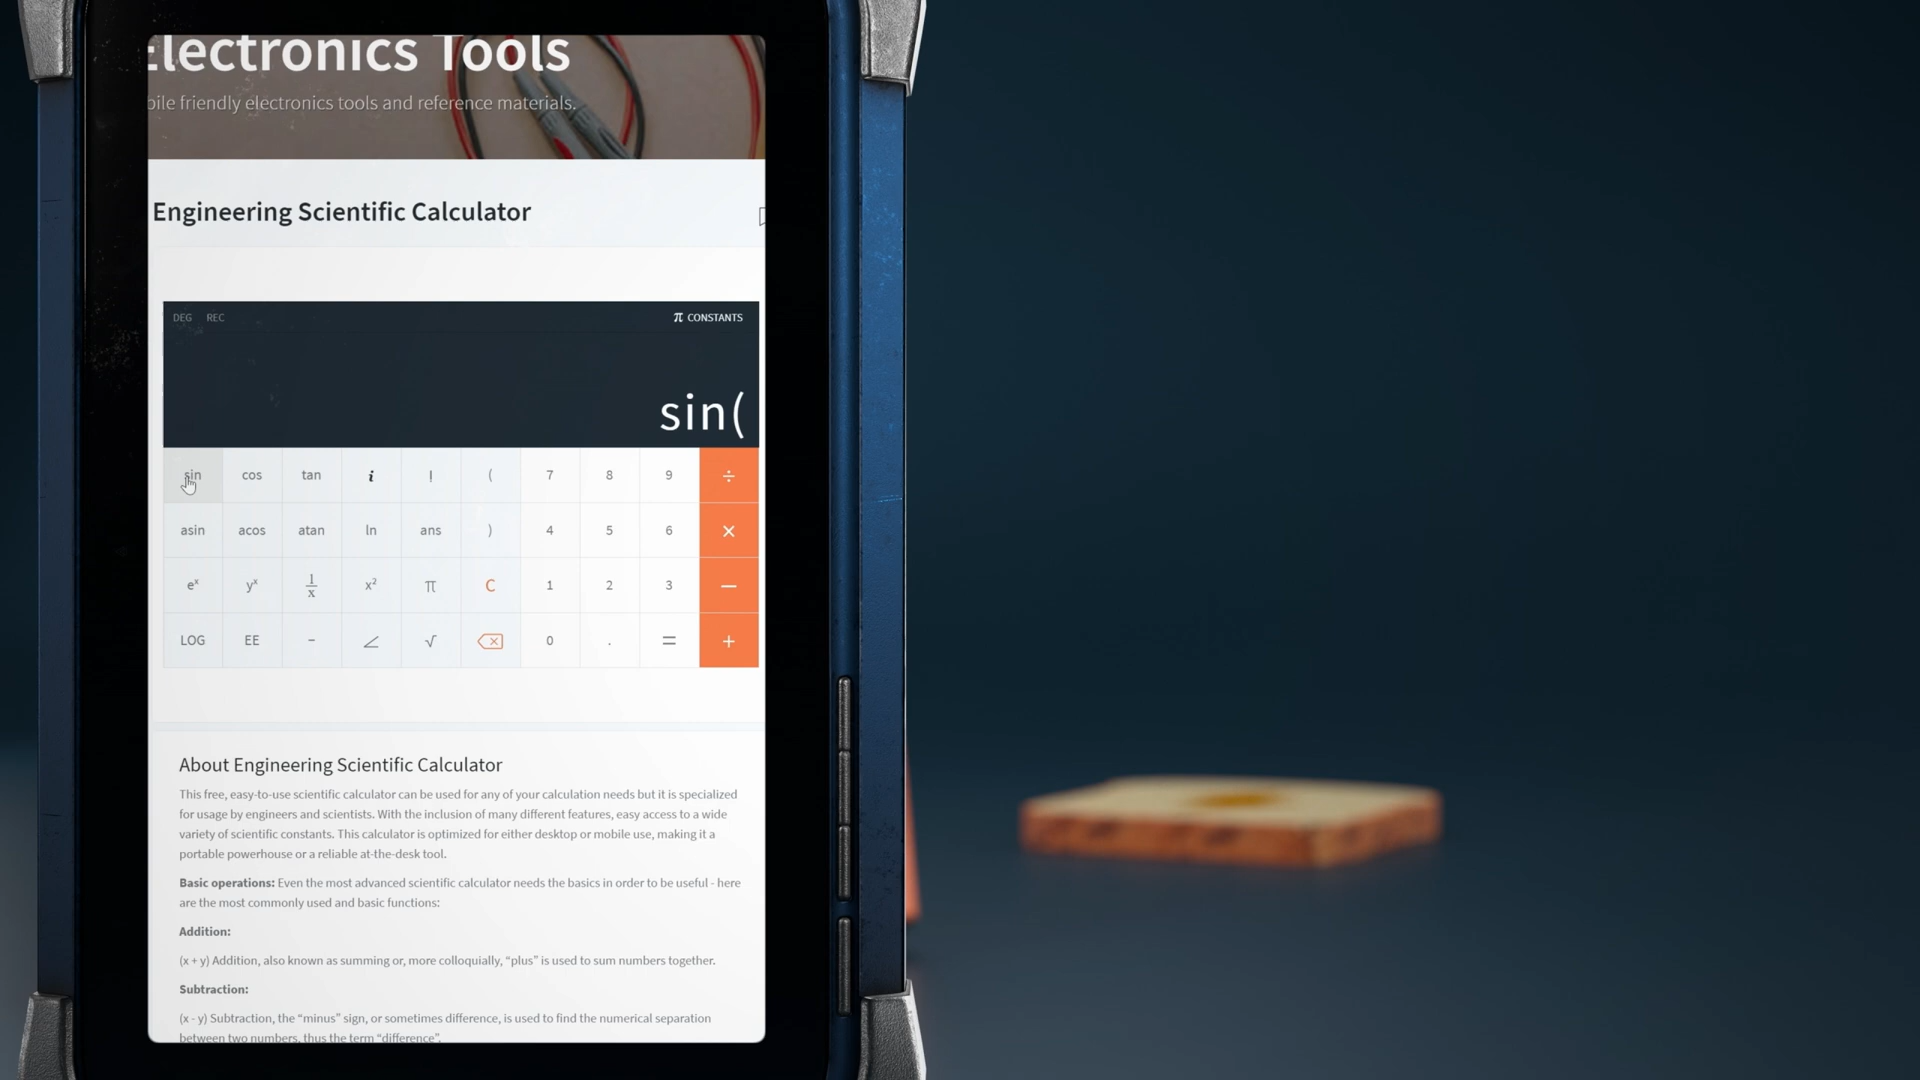 Electronics Tools
bile friendly electronics tools and reference materials.
Engineering Scientific Calculator
DEG REC π CONSTANTS
sin(
sin cos tan i ! ( 7 8 9 ÷
asin acos atan ln ans ) 4 5 6 ×
eˣ yˣ 1/x x² π C 1 2 3 —
LOG EE − ∠ √ ⌫ 0 . = +
About Engineering Scientific Calculator
This free, easy-to-use scientific calculator can be used for any of your calculation needs but it is specialized
for usage by engineers and scientists. With the inclusion of many different features, easy access to a wide
variety of scientific constants. This calculator is optimized for either desktop or mobile use, making it a
portable powerhouse or a reliable at-the-desk tool.
Basic operations: Even the most advanced scientific calculator needs the basics in order to be useful - here
are the most commonly used and basic functions:
Addition:
(x + y) Addition, also known as summing or, more colloquially, “plus” is used to sum numbers together.
Subtraction:
(x - y) Subtraction, the “minus” sign, or sometimes difference, is used to find the numerical separation
between two numbers, thus the term “difference”.